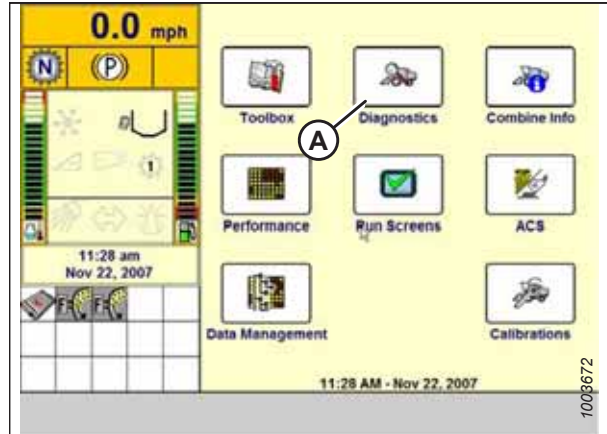 0.0 mph
N (P)
1
11:28 am
Nov 22, 2007
F F
Toolbox Diagnostics Combine Info
A
Performance Run Screens ACS
Data Management Calibrations
11:28 AM - Nov 22, 2007
1003672